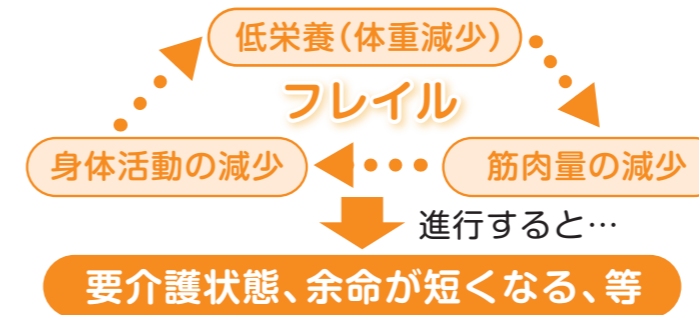 低栄養（体重減少）
フレイル
身体活動の減少
筋肉量の減少
進行すると…
要介護状態、余命が短くなる、等